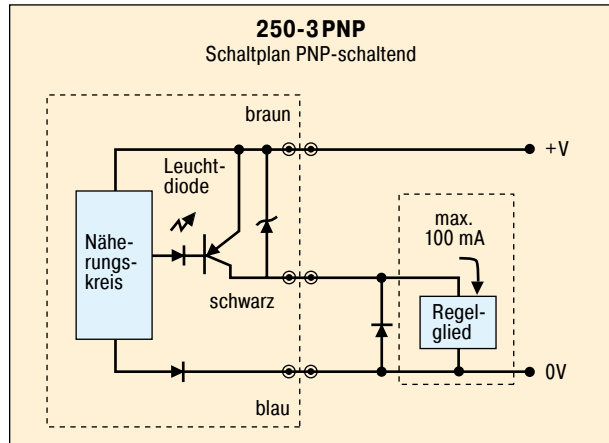 250-3 PNP
Schaltplan PNP-schaltend
braun
+V
Leucht-
diode
max.
100 mA
Nähe-
rungs-
kreis
schwarz
Regel-
glied
0V
blau